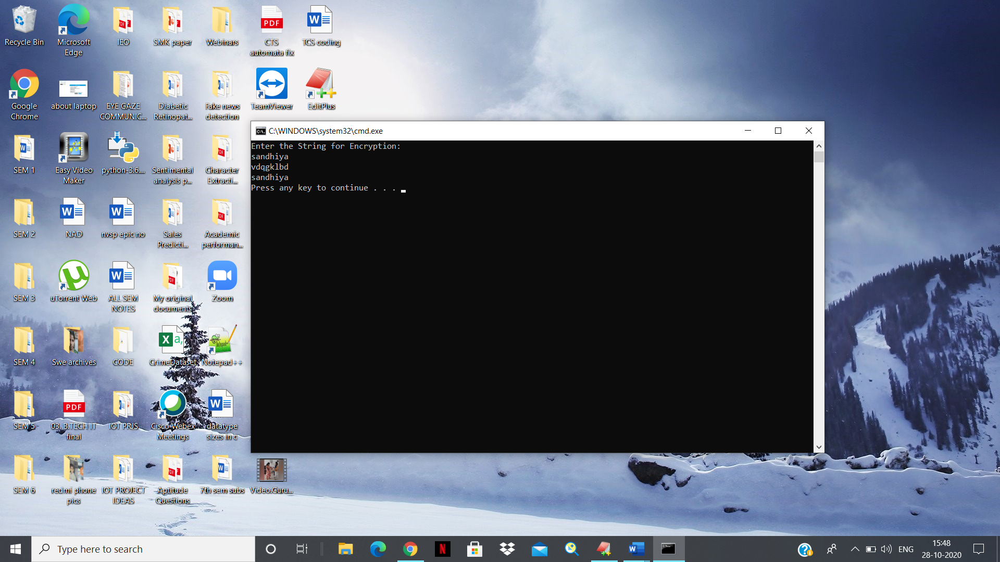 Recycle Bin
Microsoft
Edge
IEO
SMK paper
Webinars
PDF
CTS
automata fix
W
TCS coding
Google
Chrome
about laptop
EYE GAZE
COMMUNIC...
Diabetic
Retinopat...
Fake news
detection
TeamViewer
EditPlus
SEM 1
Easy Video
Maker
python-3.6....
Sentimental
analysis p...
Character
Extracti...
SEM 2
NAD
nvsp epic no
Sales
Predicti...
Academic
performan...
SEM 3
uTorrent Web
ALL SEM
NOTES
My original
documents
Zoom
SEM 4
Swe archives
CODE
CrimeDataset
Notepad++
SEM 5
PDF
03. B.TECH IT
final
IOT PRJS
Cisco Webex
Meetings
datatype
sizes in c
SEM 6
redmi phone
pics
IOT PROJECT
IDEAS
Aptitude
Questions
7th sem subs
Video.Guru...
C:\WINDOWS\system32\cmd.exe
Enter the String for Encryption:
sandhiya
vdqgklbd
sandhiya
Press any key to continue . . .
Type here to search
ENG
15:48
28-10-2020